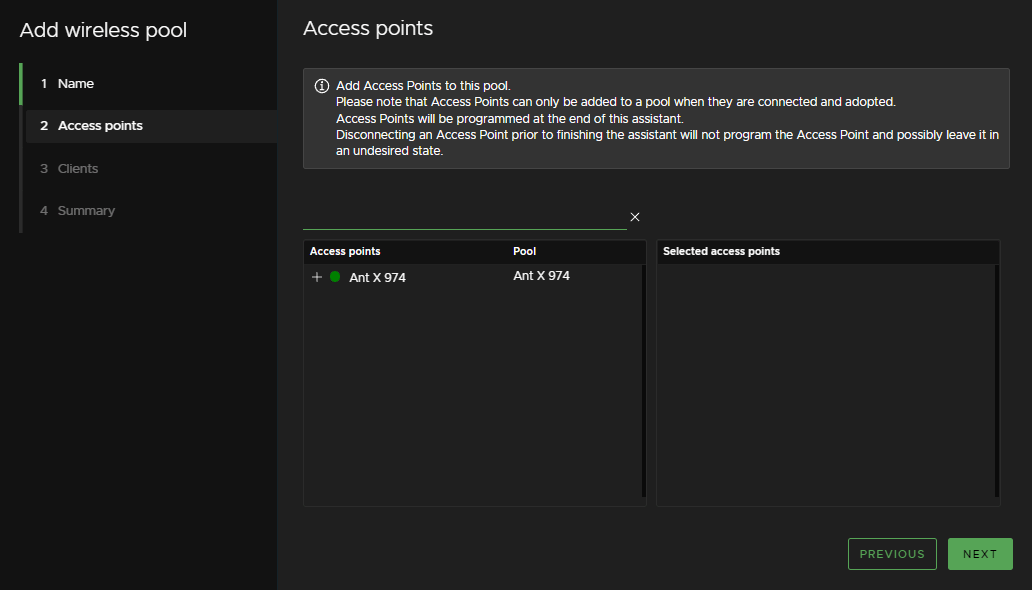 Add wireless pool
1 Name
2 Access points
3 Clients
4 Summary
Access points
Add Access Points to this pool.
Please note that Access Points can only be added to a pool when they are connected and adopted.
Access Points will be programmed at the end of this assistant.
Disconnecting an Access Point prior to finishing the assistant will not program the Access Point and possibly leave it in
an undesired state.
Access points Pool
Ant X 974 Ant X 974
Selected access points
PREVIOUS NEXT